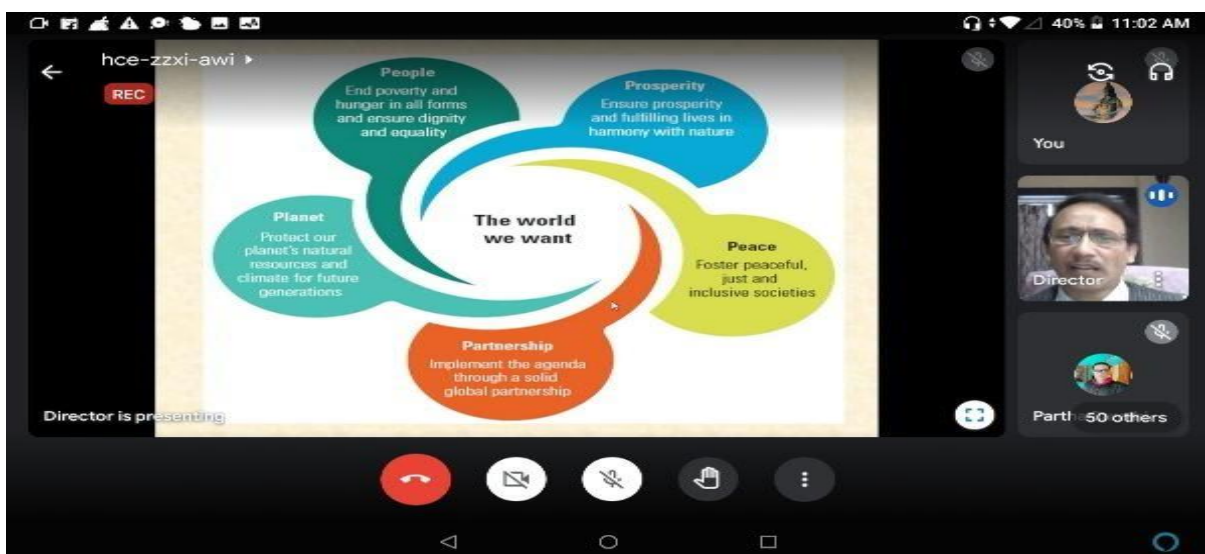 40% 11:02 AM
hce-zzxi-awi
REC
People
End poverty and
hunger in all forms
and ensure dignity
and equality
Prosperity
Ensure prosperity
and fulfilling lives in
harmony with nature
Planet
Protect our
planet's natural
resources and
climate for future
generations
The world
we want
Peace
Foster peaceful,
just and
inclusive societies
Partnership
Implement the agenda
through a solid
global partnership
Director is presenting
You
Director
50 others